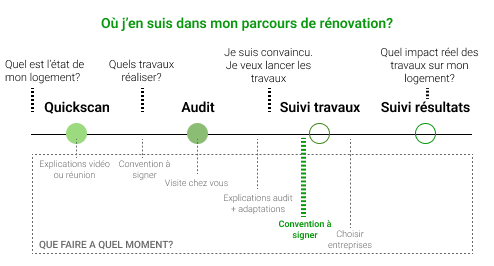 Où j'en suis dans mon parcours de rénovation?
Quel est l'état de
mon logement?
Quels travaux
réaliser?
Je suis convaincu.
Je veux lancer les
travaux
Quel impact réel des
travaux sur mon
logement?
Quickscan
Audit
Suivi travaux
Suivi résultats
Explications vidéo
ou réunion
Convention à
signer
Visite chez vous
Explications audit
+ adaptations
Convention à
signer
Choisir
entreprises
QUE FAIRE A QUEL MOMENT?